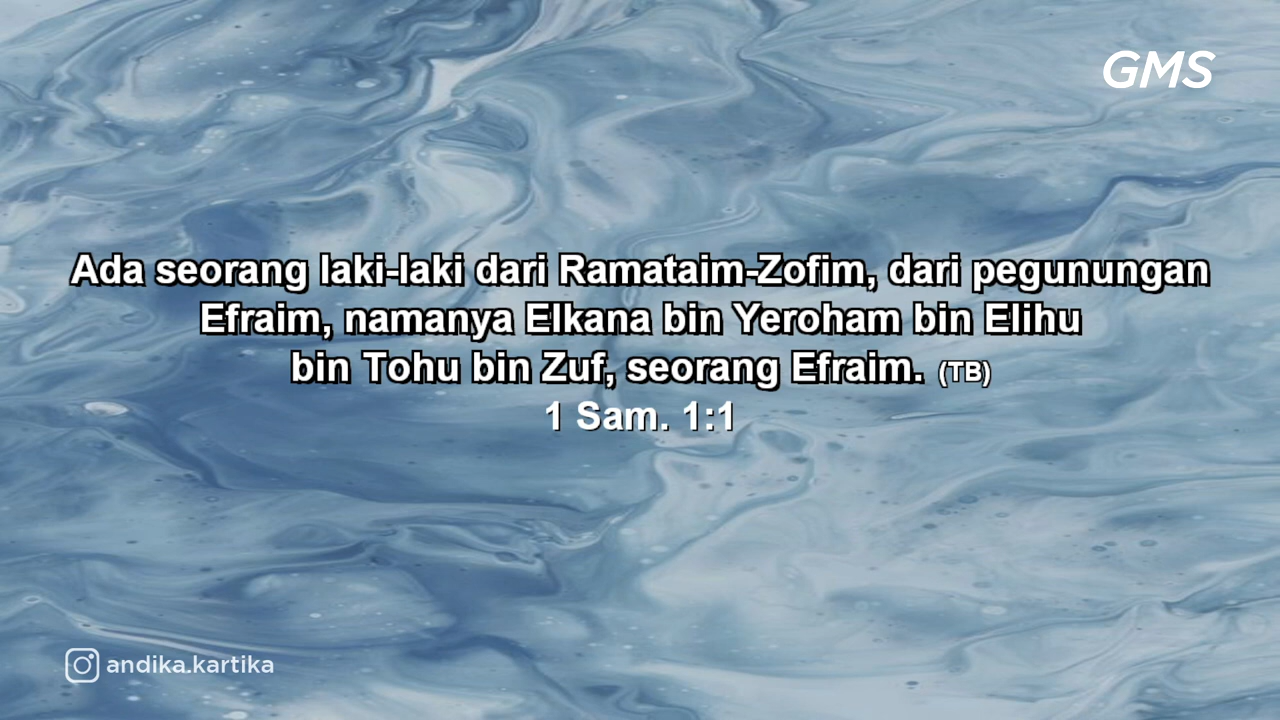 GMS
Ada seorang laki-laki dari Ramataim-Zofim, dari pegunungan
Efraim, namanya Elkana bin Yeroham bin Elihu
bin Tohu bin Zuf, seorang Efraim. (TB)
1 Sam. 1:1
andika.kartika